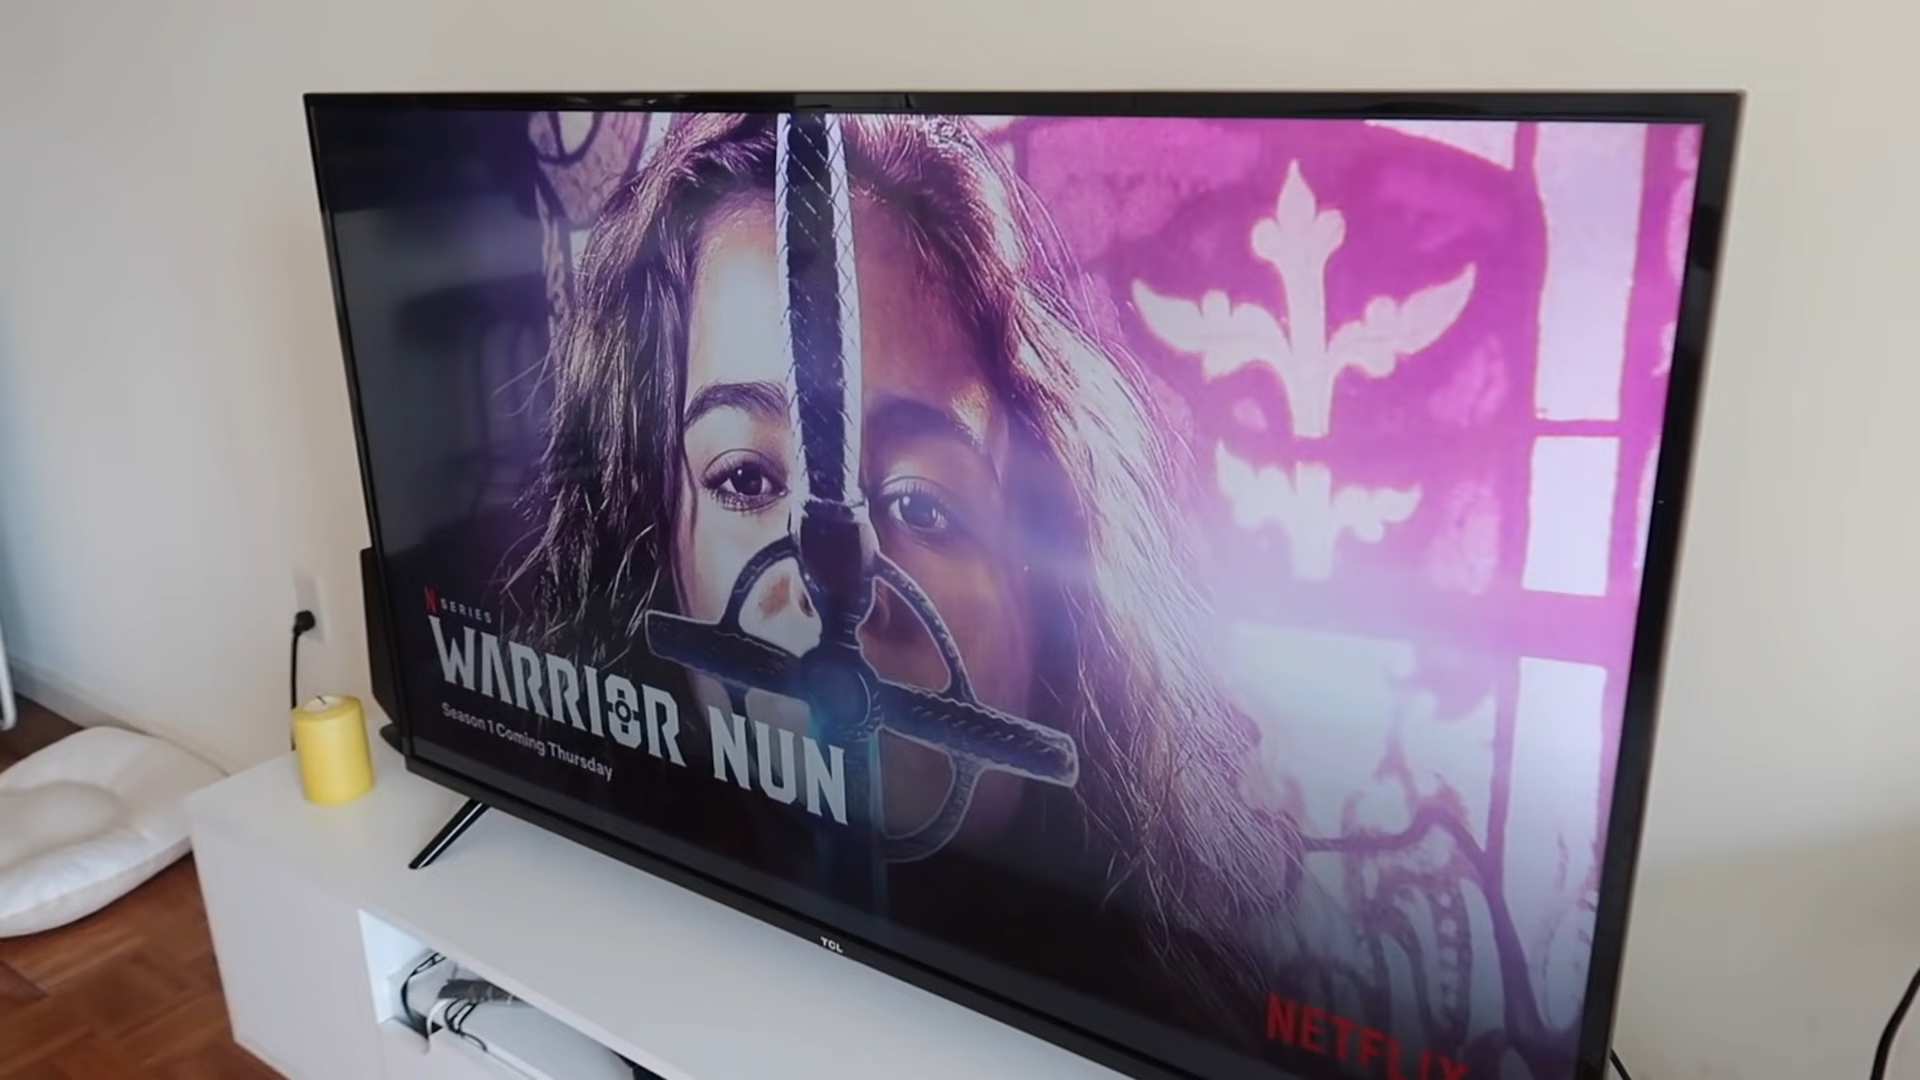 N SERIES
WARRIOR NUN
Season 1 Coming Thursday
TCL
NETFLIX